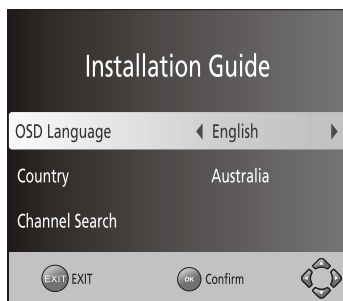 Installation Guide
OSD Language English
Country Australia
Channel Search
EXIT EXIT OK Confirm